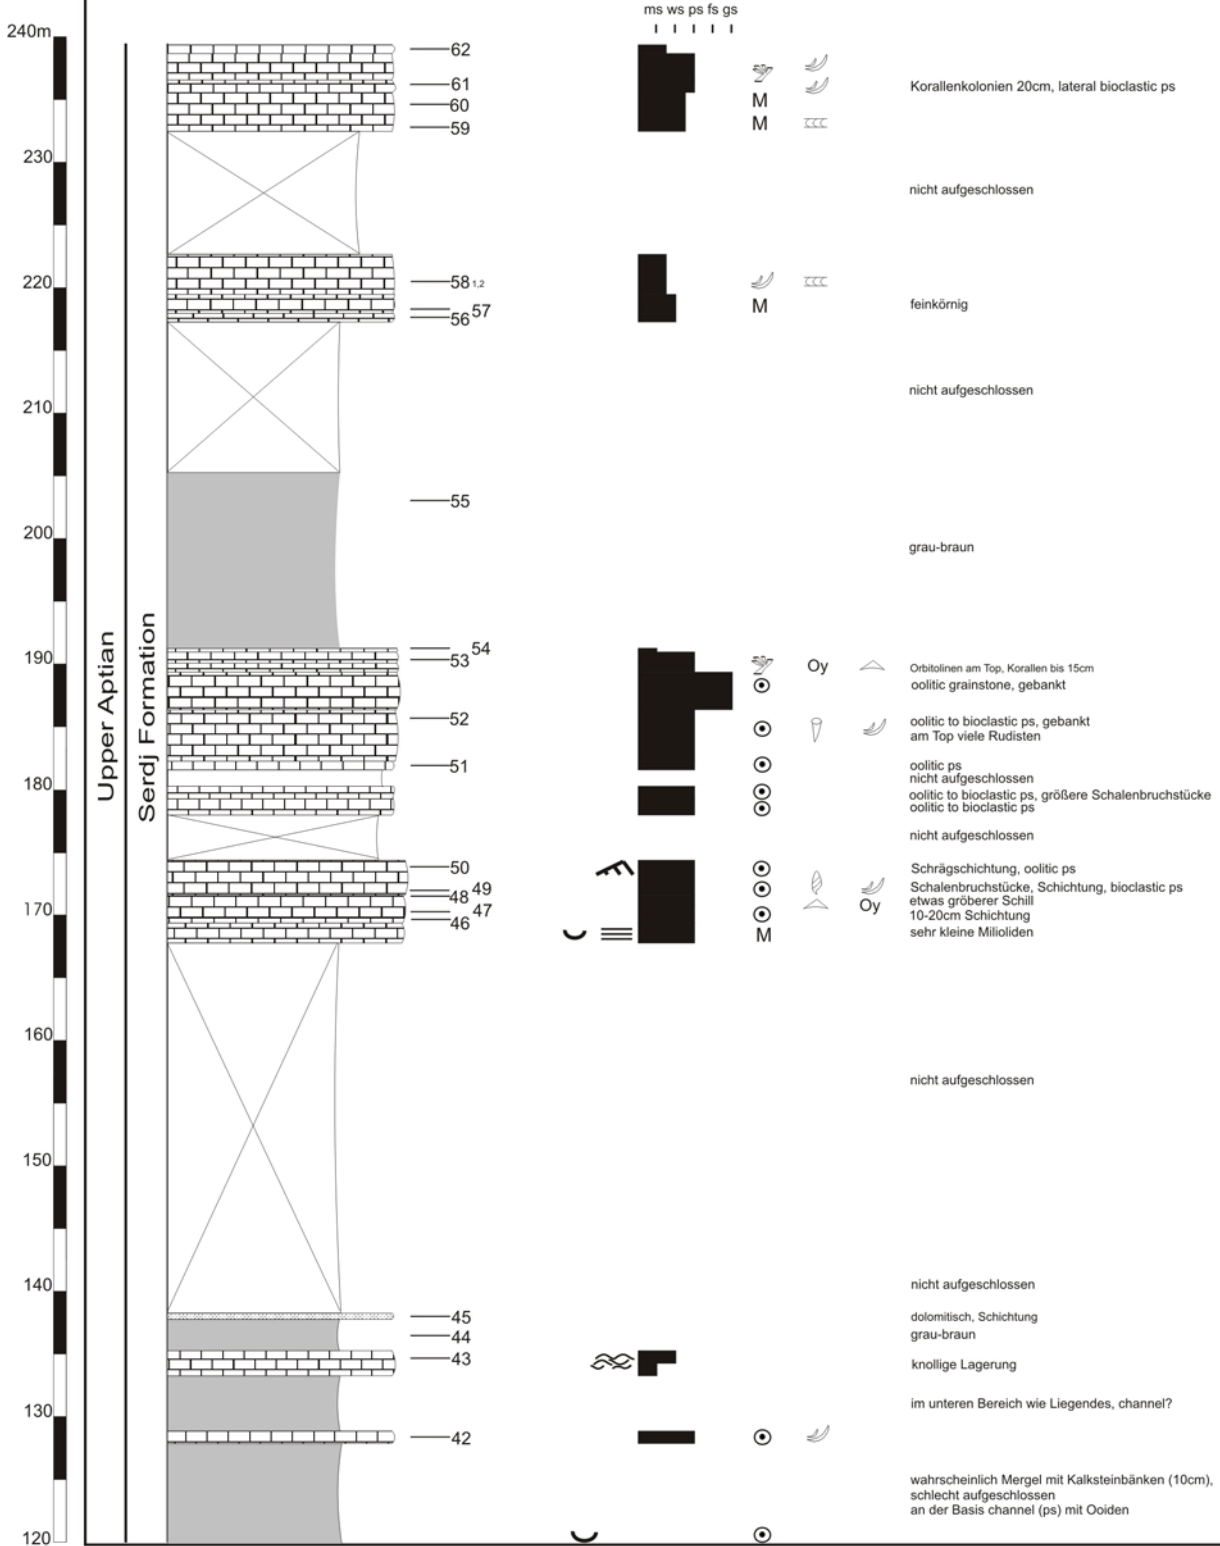 ms ws ps fs gs
240m
62
61
Korallenkolonien 20cm, lateral bioclastic ps
60
M
59
M
230
nicht aufgeschlossen
220
58 1,2
57
M
feinkörnig
56
nicht aufgeschlossen
210
55
200
grau-braun
54
190
53
Oy
Orbitolinen am Top, Korallen bis 15cm
oolitic grainstone, gebankt
52
oolitic to bioclastic ps, gebankt
am Top viele Rudisten
51
oolitic ps
nicht aufgeschlossen
180
oolitic to bioclastic ps, größere Schalenbruchstücke
oolitic to bioclastic ps
nicht aufgeschlossen
50
Schrägschichtung, oolitic ps
49
Schalenbruchstücke, Schichtung, bioclastic ps
48
etwas gröberer Schill
Oy
170
47
10-20cm Schichtung
46
M
sehr kleine Milioliden
Upper Aptian
Serdj Formation
160
nicht aufgeschlossen
150
140
nicht aufgeschlossen
45
dolomitisch, Schichtung
44
grau-braun
43
knollige Lagerung
im unteren Bereich wie Liegendes, channel?
130
42
wahrscheinlich Mergel mit Kalksteinbänken (10cm),
schlecht aufgeschlossen
an der Basis channel (ps) mit Ooiden
120